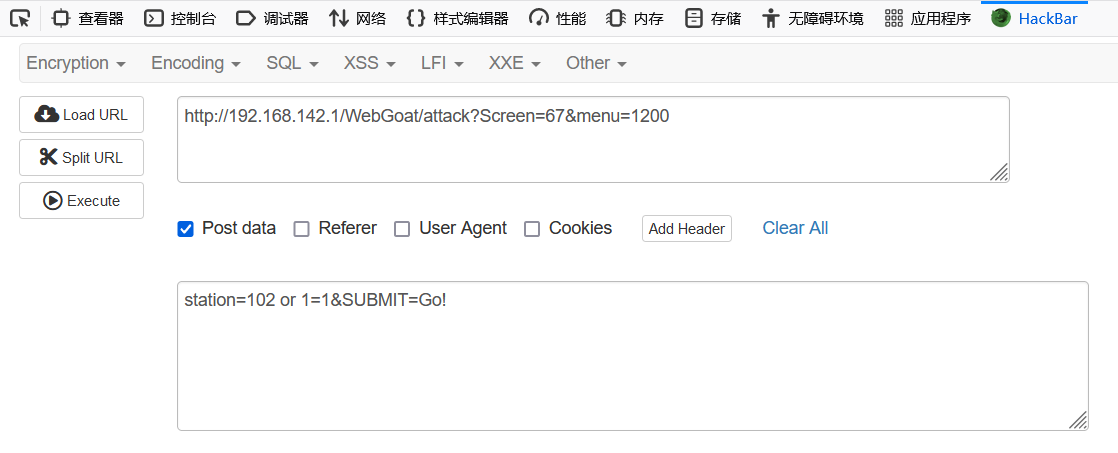 查看器 控制台 调试器 网络 样式编辑器 性能 内存 存储 无障碍环境 应用程序 HackBar
Encryption Encoding SQL XSS LFI XXE Other
Load URL
http://192.168.142.1/WebGoat/attack?Screen=67&menu=1200
Split URL
Execute
Post data Referer User Agent Cookies Add Header Clear All
station=102 or 1=1&SUBMIT=Go!